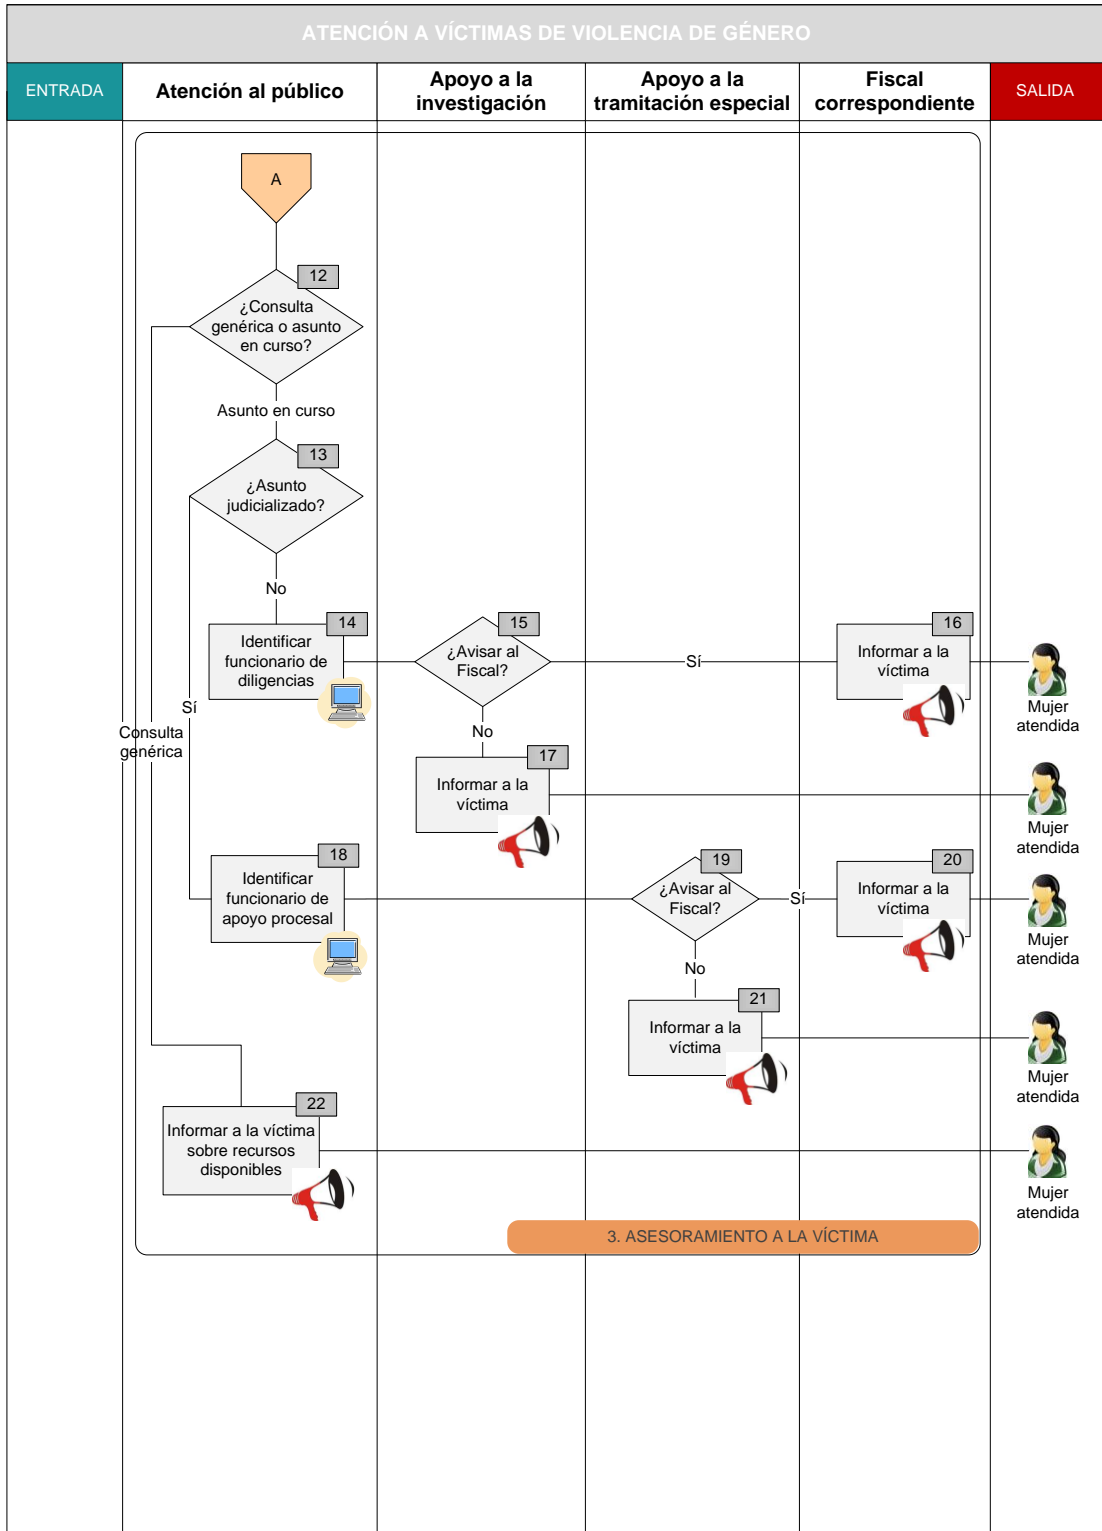 ATENCIÓN A VÍCTIMAS DE VIOLENCIA DE GÉNERO
ENTRADA
Atención al público
Apoyo a la
investigación
Apoyo a la
tramitación especial
Fiscal
correspondiente
SALIDA
A
12
¿Consulta
genérica o asunto
en curso?
Asunto en curso
13
¿Asunto
judicializado?
No
14
Identificar
funcionario de
diligencias
15
¿Avisar al
Fiscal?
Sí
16
Informar a la
víctima
Mujer
atendida
Sí
Consulta
genérica
No
17
Informar a la
víctima
Mujer
atendida
18
Identificar
funcionario de
apoyo procesal
19
¿Avisar al
Fiscal?
Sí
20
Informar a la
víctima
Mujer
atendida
No
21
Informar a la
víctima
Mujer
atendida
22
Informar a la víctima
sobre recursos
disponibles
Mujer
atendida
3. ASESORAMIENTO A LA VÍCTIMA